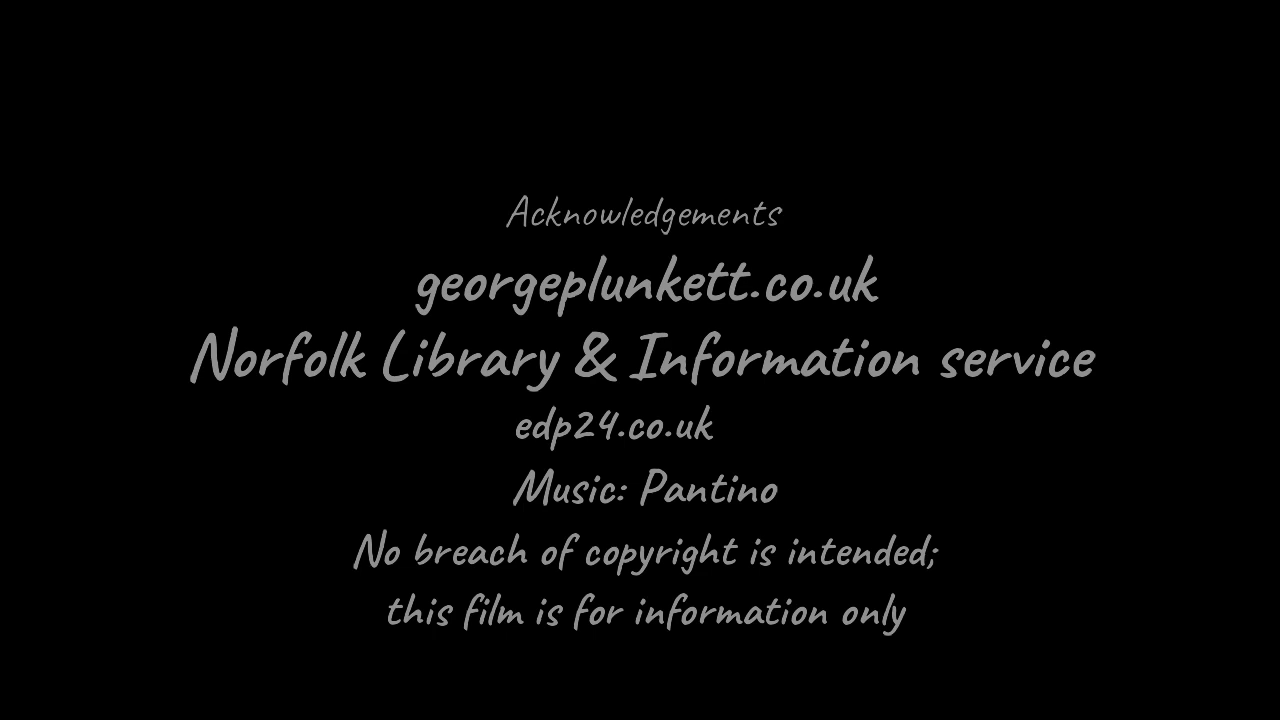 Acknowledgements
georgeplunkett.co.uk
Norfolk Library & Information service
edp24.co.uk
Music: Pantino
No breach of copyright is intended;
this film is for information only